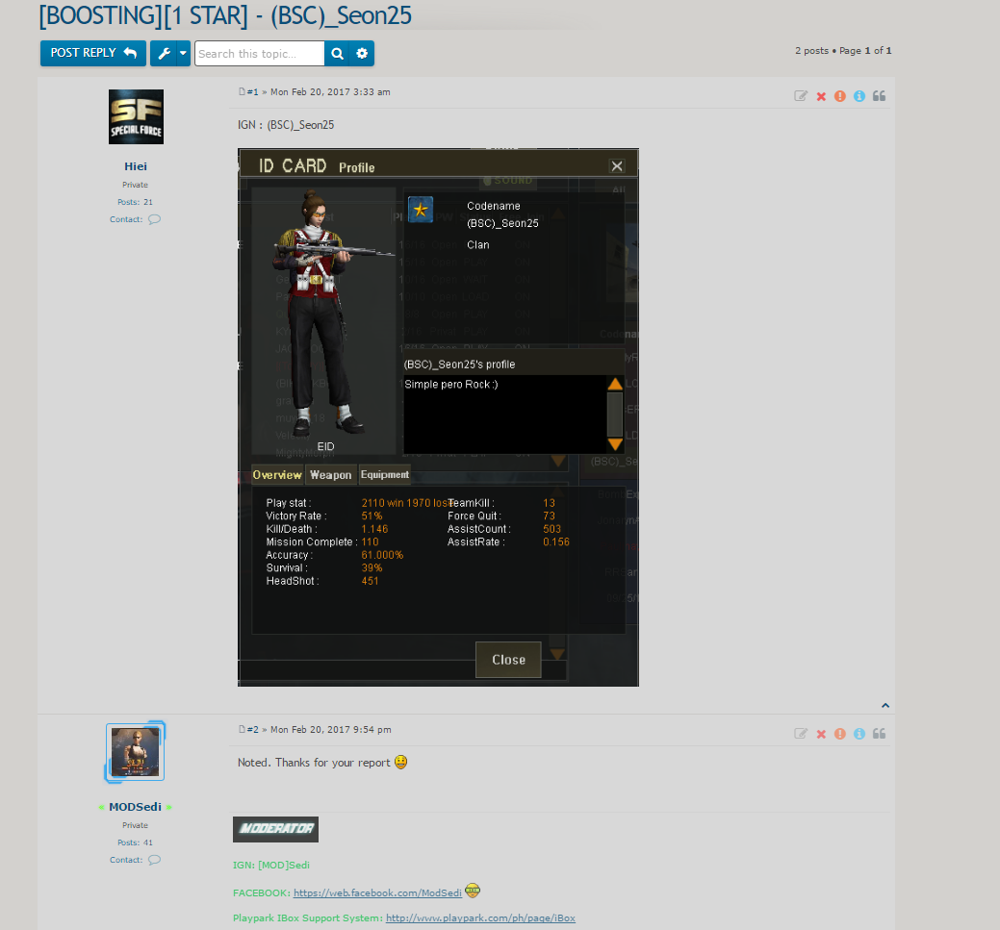 [BOOSTING][1 STAR] - (BSC)_Seon25
POST REPLY
Search this topic…
2 posts • Page 1 of 1
SF
SPECIAL FORCE
Hiei
Private
Posts: 21
Contact:
#1 » Mon Feb 20, 2017 3:33 am
IGN : (BSC)_Seon25
ID CARD Profile
SOUND
Codename
(BSC)_Seon25
Clan
(BSC)_Seon25's profile
Simple pero Rock :)
EID
Overview Weapon Equipment
Play stat : 2110 win 1970 lose
Victory Rate : 51%
Kill/Death : 1.146
Mission Complete : 110
Accuracy : 61.000%
Survival : 39%
HeadShot : 451
TeamKill : 13
Force Quit : 73
AssistCount : 503
AssistRate : 0.156
Close
MODSedi
Private
Posts: 41
Contact:
#2 » Mon Feb 20, 2017 9:54 pm
Noted. Thanks for your report
MODERATOR
IGN: [MOD]Sedi
FACEBOOK: https://web.facebook.com/ModSedi
Playpark IBox Support System: http://www.playpark.com/ph/page/iBox